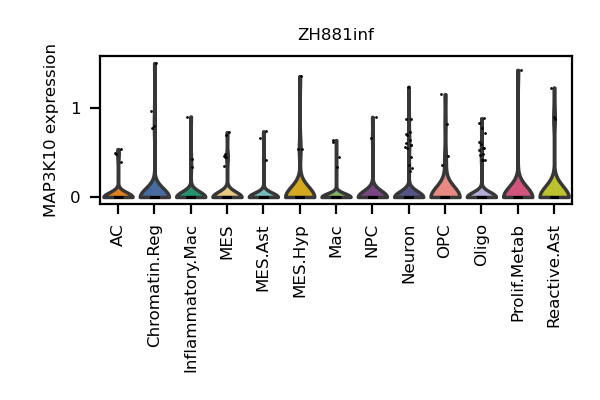 ZH881inf
MAP3K10 expression
1
0
AC
Chromatin.Reg
Inflammatory.Mac
MES
MES.Ast
MES.Hyp
Mac
NPC
Neuron
OPC
Oligo
Prolif.Metab
Reactive.Ast